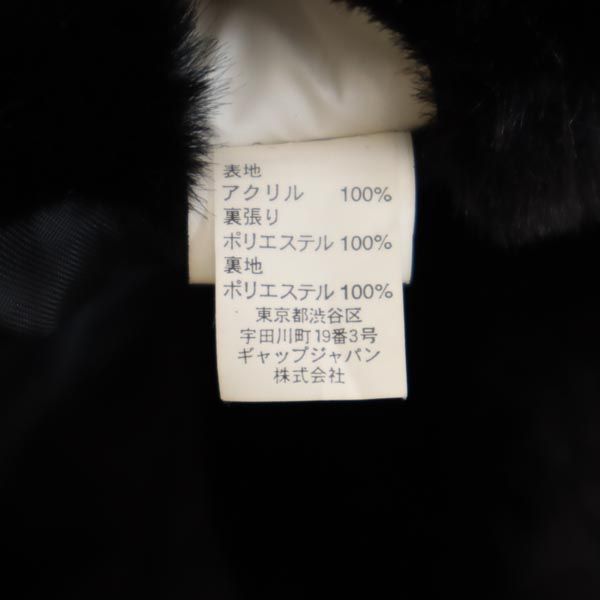 表地
アクリル 100%
裏張り
ポリエステル 100%
裏地
ポリエステル 100%
東京都渋谷区
宇田川町19番3号
ギャップジャパン
株式会社